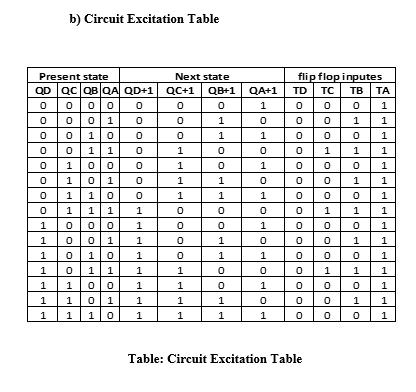 b) Circuit Excitation Table
Present state Next state flip flop inputes
QD QC QB QA QD+1 QC+1 QB+1 QA+1 TD TC TB TA
0 0 0 0 0 0 0 1 0 0 0 1
0 0 0 1 0 0 1 0 0 0 1 1
0 0 1 0 0 0 1 1 0 0 0 1
0 0 1 1 0 1 0 0 0 1 1 1
0 1 0 0 0 1 0 1 0 0 0 1
0 1 0 1 0 1 1 0 0 0 1 1
0 1 1 0 0 1 1 1 0 0 0 1
0 1 1 1 1 0 0 0 0 1 1 1
1 0 0 0 1 0 0 1 0 0 0 1
1 0 0 1 1 0 1 0 0 0 1 1
1 0 1 0 1 0 1 1 0 0 0 1
1 0 1 1 1 1 0 0 0 1 1 1
1 1 0 0 1 1 0 1 0 0 0 1
1 1 0 1 1 1 1 0 0 0 1 1
1 1 1 0 1 1 1 1 0 0 0 1
Table: Circuit Excitation Table